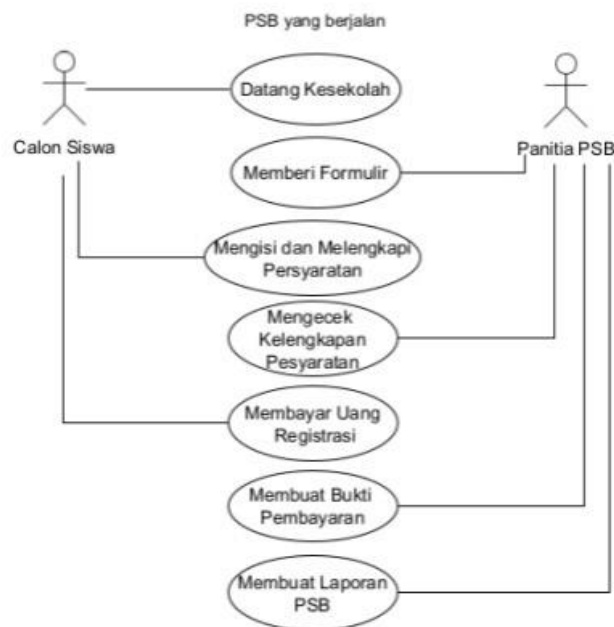 PSB yang berjalan
Datang Kesekolah
Calon Siswa
Panitia PSB
Memberi Formulir
Mengisi dan Melengkapi
Persyaratan
Mengecek
Kelengkapan
Pesyaratan
Membayar Uang
Registrasi
Membuat Bukti
Pembayaran
Membuat Laporan
PSB